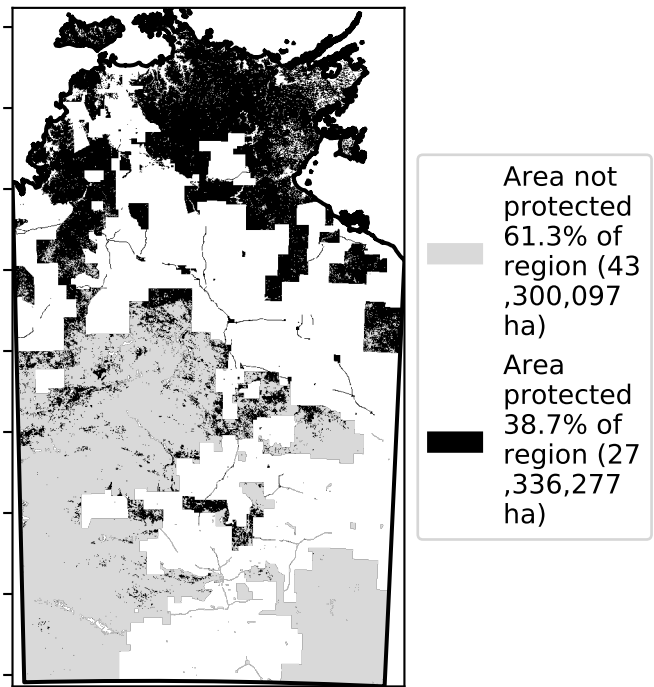 Area not
protected
61.3% of
region (43
,300,097
ha)
Area
protected
38.7% of
region (27
,336,277
ha)